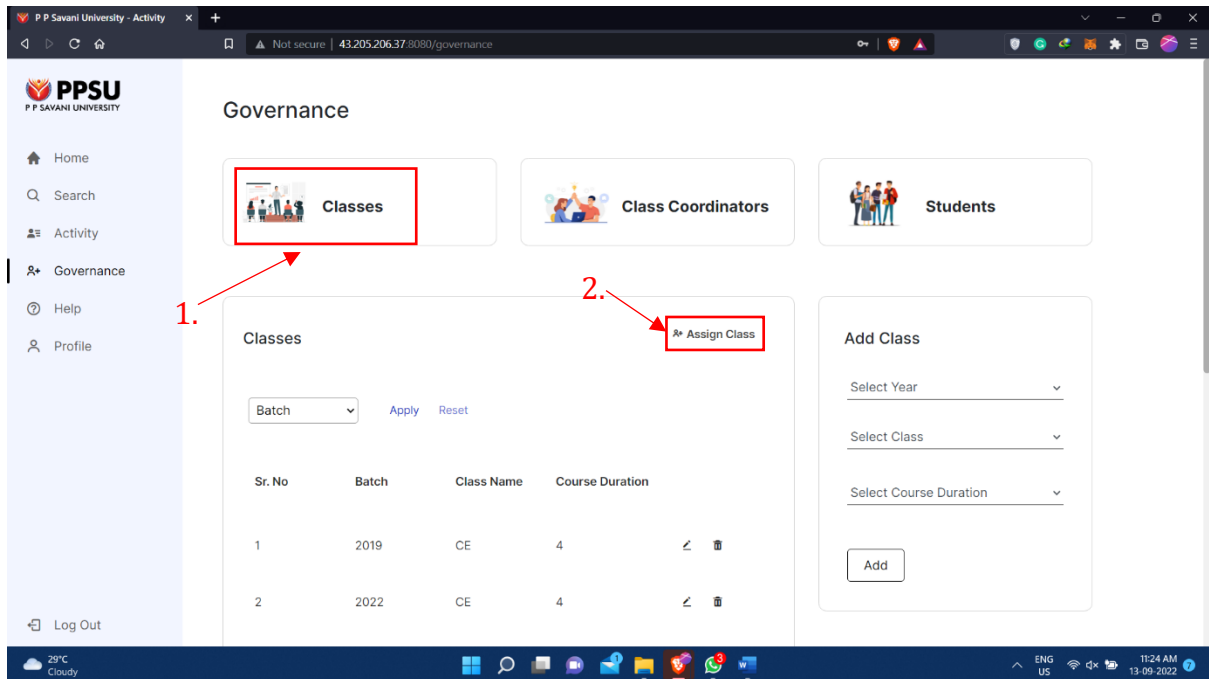 P P Savani University - Activity
Not secure | 43.205.206.37:8080/governance
PPSU
P P SAVANI UNIVERSITY
Home
Search
Activity
Governance
Help
Profile
Log Out
Governance
Classes
Class Coordinators
Students
1.
2.
Classes
Assign Class
Batch
Apply
Reset
Sr. No Batch Class Name Course Duration
1 2019 CE 4
2 2022 CE 4
Add Class
Select Year
Select Class
Select Course Duration
Add
29°C
Cloudy
3
ENG
US
11:24 AM
13-09-2022
7